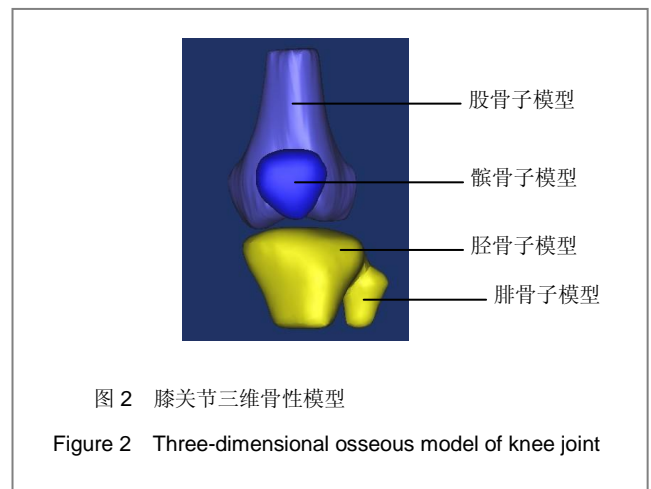 股骨子模型
髌骨子模型
胫骨子模型
腓骨子模型
图 2 膝关节三维骨性模型
Figure 2 Three-dimensional osseous model of knee joint